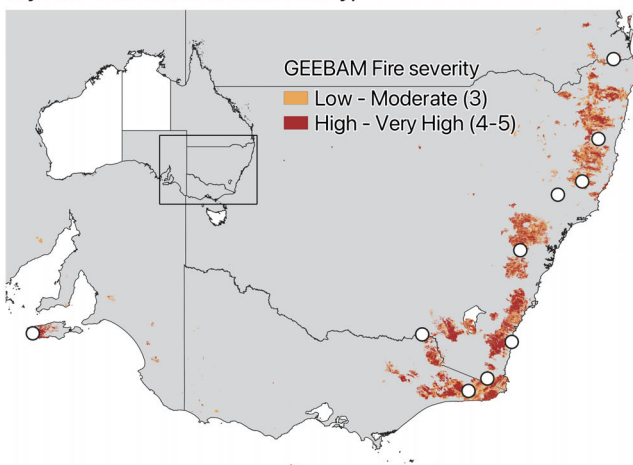 GEEBAM Fire severity
Low - Moderate (3)
High - Very High (4-5)